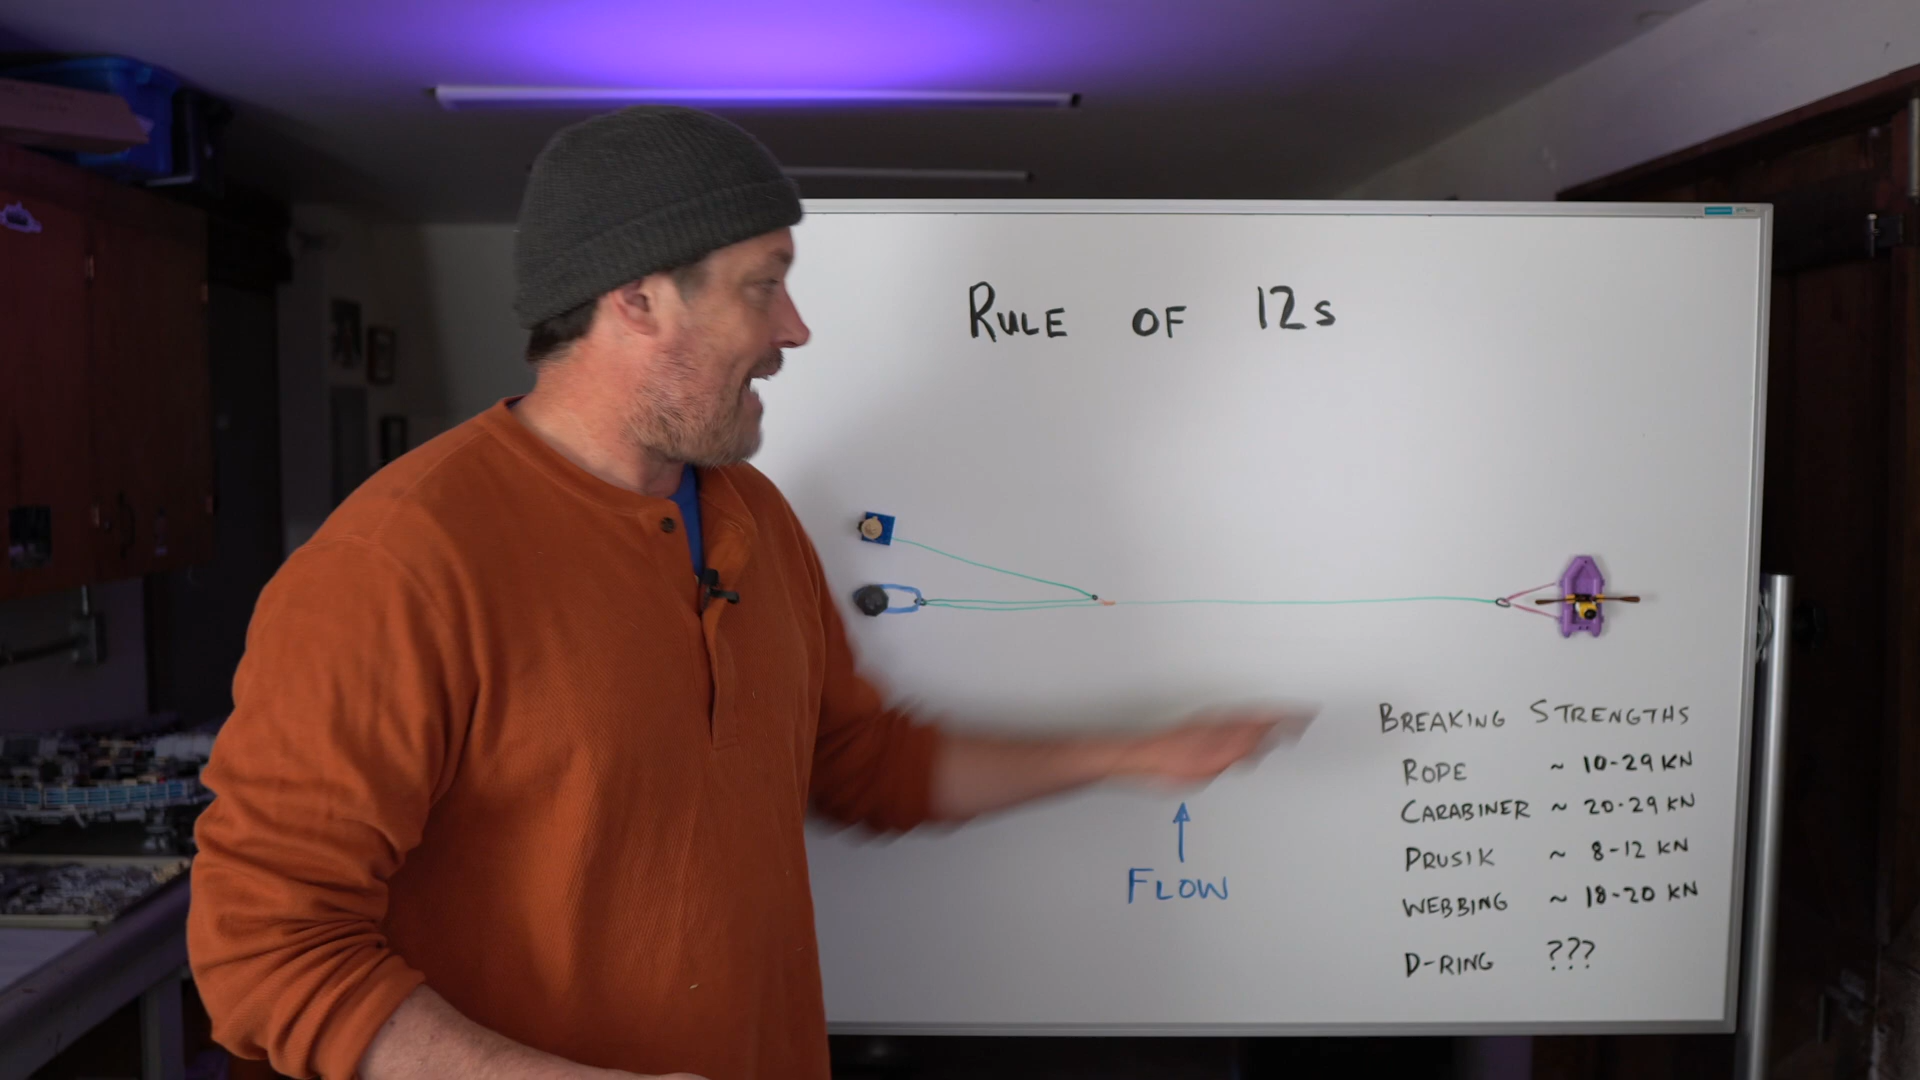 RULE OF 12s
FLOW
BREAKING STRENGTHS
ROPE ~ 10-29 KN
CARABINER ~ 20-29 KN
PRUSIK ~ 8-12 KN
WEBBING ~ 18-20 KN
D-RING ???